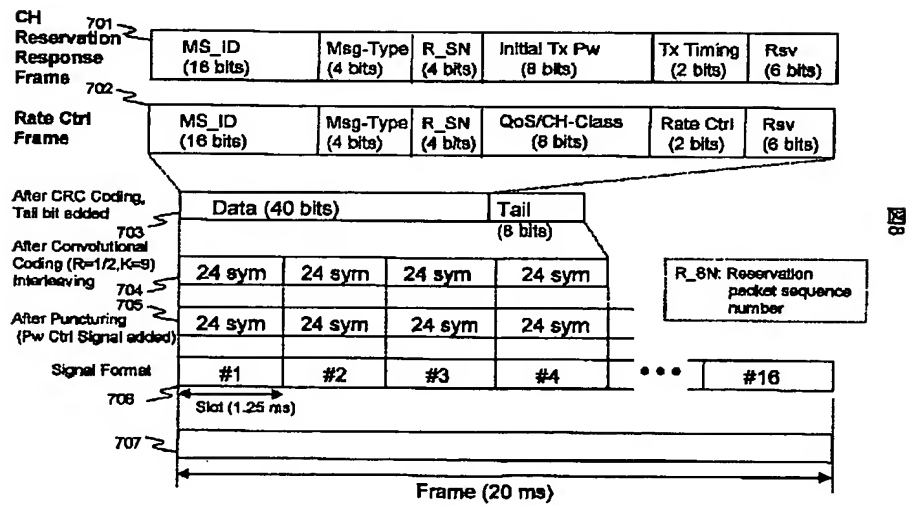 CH
Reservation
Response
Frame
701
MS_ID
(16 bits)
Msg-Type
(4 bits)
R_SN
(4 bits)
Initial Tx Pw
(8 bits)
Tx Timing
(2 bits)
Rsv
(6 bits)
702
Rate Ctrl
Frame
MS_ID
(16 bits)
Msg-Type
(4 bits)
R_SN
(4 bits)
QoS/CH-Class
(8 bits)
Rate Ctrl
(2 bits)
Rsv
(6 bits)
After CRC Coding,
Tail bit added
703
Data (40 bits)
Tail
(8 bits)
After Convolutional
Coding (R=1/2,K=9)
Interleaving
704
24 sym
24 sym
24 sym
24 sym
R_SN: Reservation
packet sequence
number
705
After Puncturing
(Pw Ctrl Signal added)
24 sym
24 sym
24 sym
24 sym
Signal Format
#1
#2
#3
#4
•••
#16
706
Slot (1.25 ms)
707
Frame (20 ms)
図8